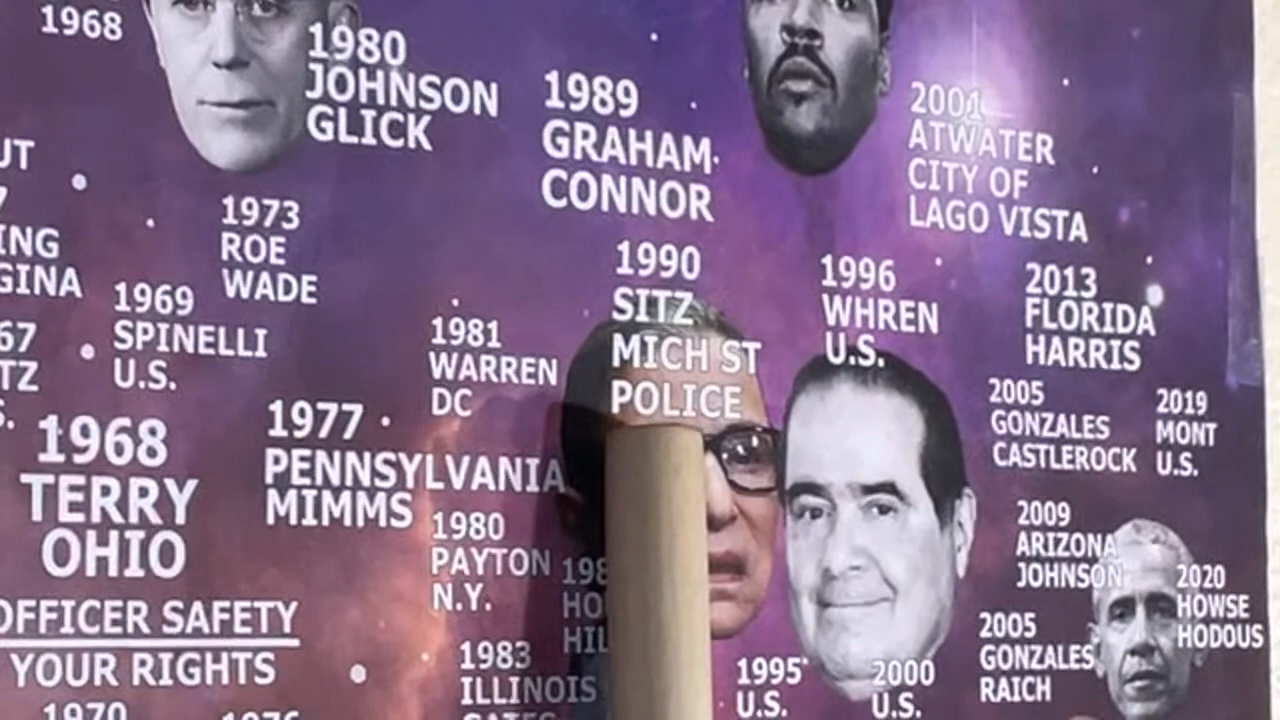 1968
1980
JOHNSON
GLICK
1989
GRAHAM
CONNOR
2001
ATWATER
CITY OF
LAGO VISTA
1973
ROE
WADE
1969
SPINELLI
U.S.
1981
WARREN
DC
1990
SITZ
MICH ST
POLICE
1996
WHREN
U.S.
2013
FLORIDA
HARRIS
2005
GONZALES
CASTLEROCK
2019
MONT
U.S.
1968
TERRY
OHIO
1977
PENNSYLVANIA
MIMMS
1980
PAYTON
N.Y.
2009
ARIZONA
JOHNSON
2020
HOWSE
HODOUS
OFFICER SAFETY
YOUR RIGHTS
1983
ILLINOIS
1995
U.S.
2000
U.S.
2005
GONZALES
RAICH
1970